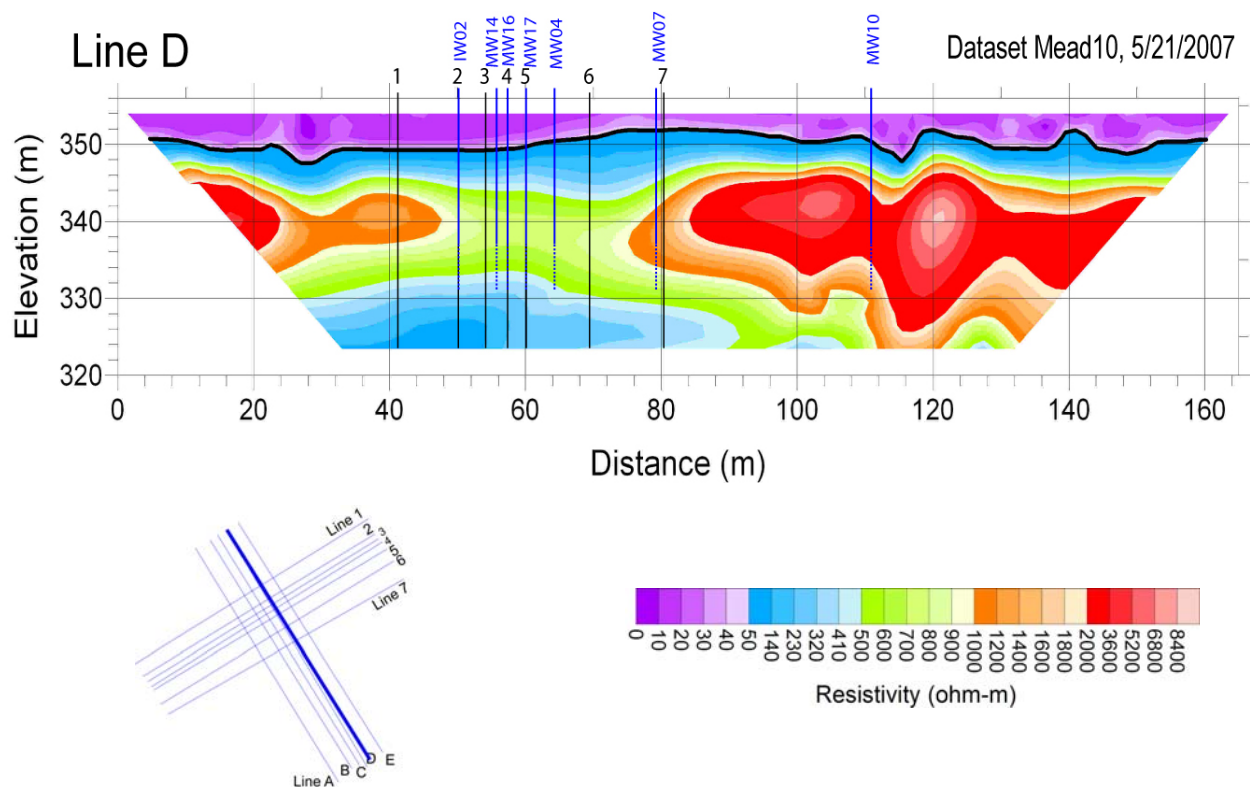 Line D
IW02
MW14
MW16
MW17
MW04
MW07
MW10
Dataset Mead10, 5/21/2007
1 2 3 4 5 6 7
Elevation (m)
350
340
330
320
0 20 40 60 80 100 120 140 160
Distance (m)
Line 1
2
3
4
5
6
Line 7
Line A
B
C
D
E
0 10 20 30 40 50 140 230 320 410 500 600 700 800 900 1000 1200 1400 1600 1800 2000 3600 5200 6800 8400
Resistivity (ohm-m)